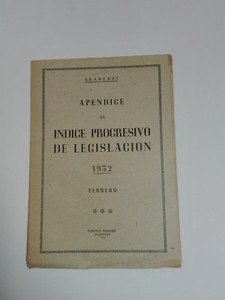 ARANZADI
APENDICE
AL
INDICE PROGRESIVO
DE LEGISLACION
1952
FEBRERO